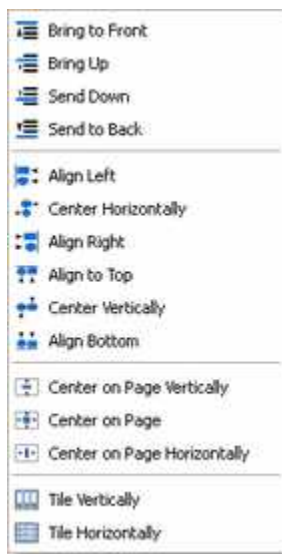 Bring to Front
Bring Up
Send Down
Send to Back
Align Left
Center Horizontally
Align Right
Align to Top
Center Vertically
Align Bottom
Center on Page Vertically
Center on Page
Center on Page Horizontally
Tile Vertically
Tile Horizontally